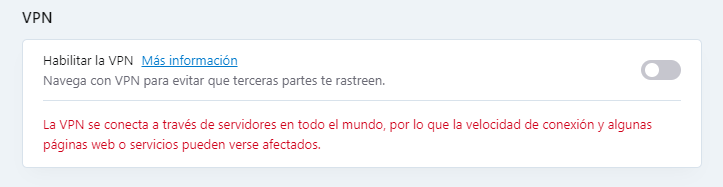 VPN
Habilitar la VPN Más información
Navega con VPN para evitar que terceras partes te rastreen.
La VPN se conecta a través de servidores en todo el mundo, por lo que la velocidad de conexión y algunas
páginas web o servicios pueden verse afectados.